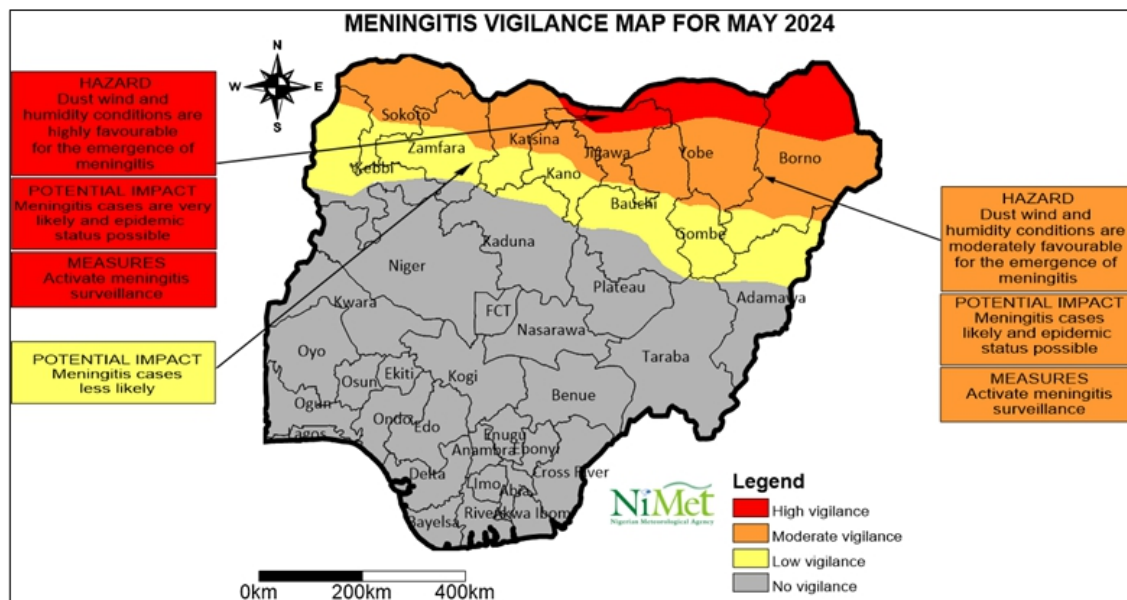 MENINGITIS VIGILANCE MAP FOR MAY 2024
N
W
E
S
HAZARD
Dust wind and
humidity conditions are
highly favourable
for the emergence of
meningitis
POTENTIAL IMPACT
Meningitis cases are very
likely and epidemic
status possible
MEASURES
Activate meningitis
surveillance
POTENTIAL IMPACT
Meningitis cases
less likely
Sokoto
Katsina
Zamfara
Kebbi
Jigawa
Yobe
Borno
Kano
Bauchi
Gombe
Kaduna
Niger
Plateau
Adamawa
Kwara
FCT
Nasarawa
Oyo
Taraba
Osun
Ekiti
Kogi
Benue
Ogun
Ondo
Edo
Lagos
Enugu
Anambra
Ebonyi
Delta
Cross River
Imo
Abia
Bayelsa
Rivers
Akwa Ibom
HAZARD
Dust wind and
humidity conditions are
moderately favourable
for the emergence of
meningitis
POTENTIAL IMPACT
Meningitis cases
likely and epidemic
status possible
MEASURES
Activate meningitis
surveillance
NiMet
Nigerian Meteorological Agency
Legend
High vigilance
Moderate vigilance
Low vigilance
No vigilance
0km 200km 400km